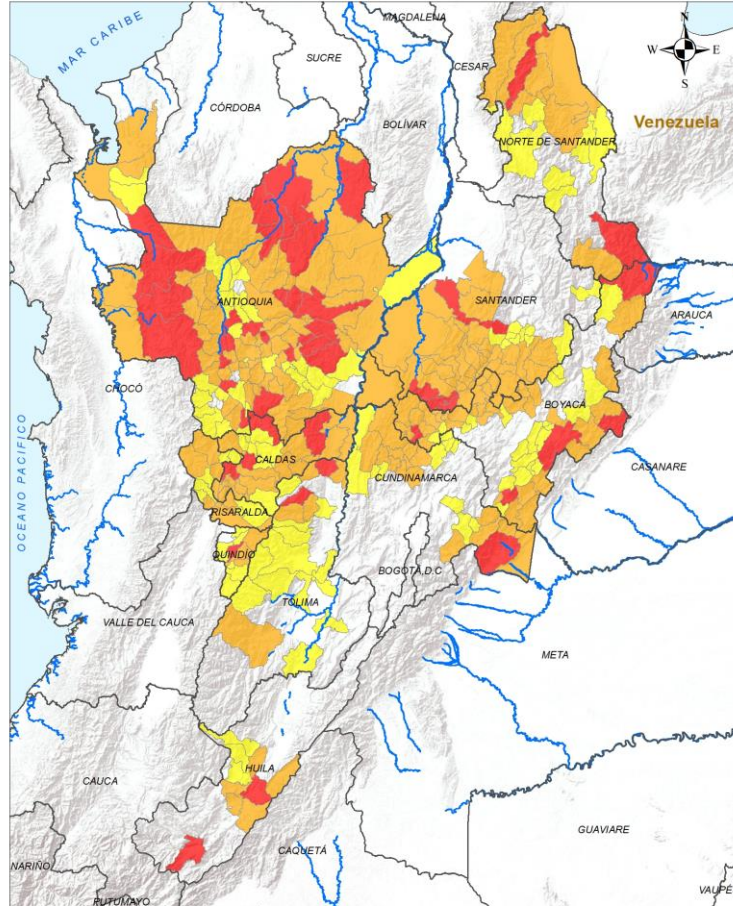 MAGDALENA
N
MAR CARIBE
SUCRE
CESAR
W E
S
CÓRDOBA
BOLÍVAR
Venezuela
NORTE DE SANTANDER
ANTIOQUIA
SANTANDER
ARAUCA
CHOCÓ
BOYACÁ
CALDAS
CUNDINAMARCA
CASANARE
OCEANO PACIFICO
RISARALDA
QUINDÍO
BOGOTÁ,D.C
TOLIMA
VALLE DEL CAUCA
META
HUILA
CAUCA
GUAVIARE
CAQUETÁ
NARIÑO
PUTUMAYO
VAUPÉ